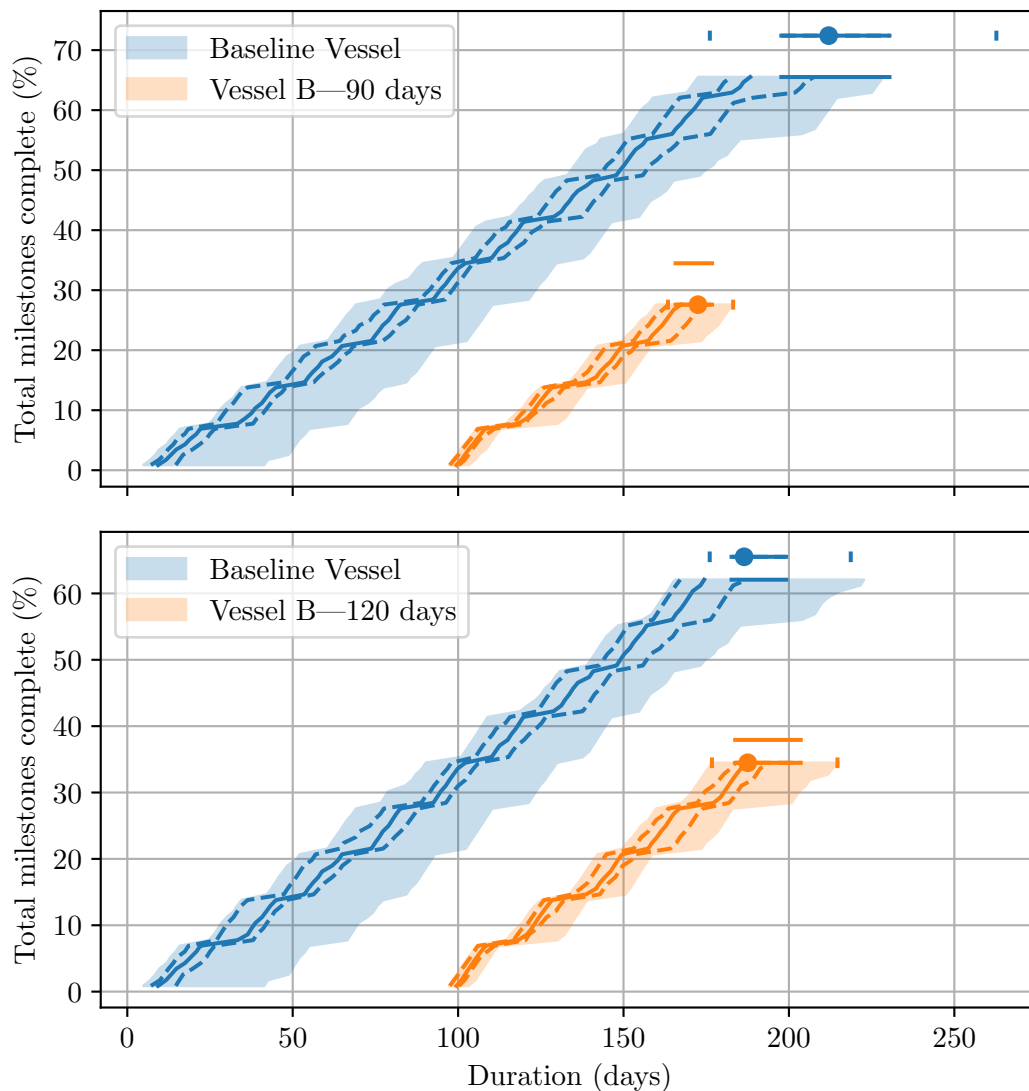 Total milestones complete (%)
70
60
50
40
30
20
10
0
Baseline Vessel
Vessel B—90 days
Total milestones complete (%)
60
50
40
30
20
10
0
Baseline Vessel
Vessel B—120 days
0 50 100 150 200 250
Duration (days)